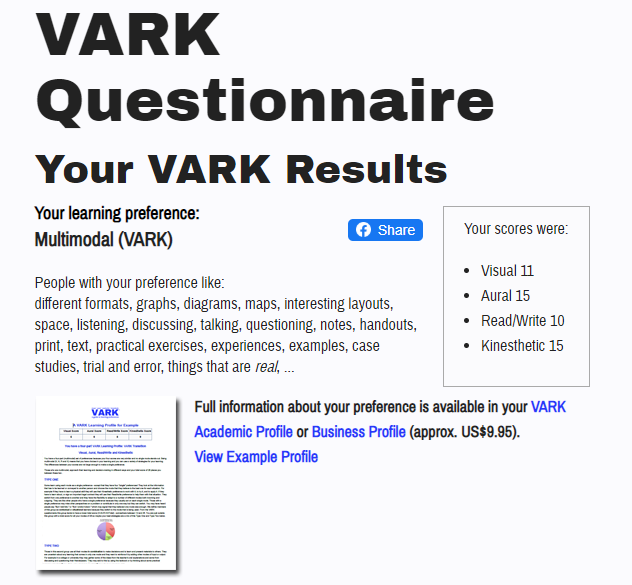 VARK
Questionnaire
Your VARK Results
Your learning preference:
Multimodal (VARK)
Share
People with your preference like:
different formats, graphs, diagrams, maps, interesting layouts,
space, listening, discussing, talking, questioning, notes, handouts,
print, text, practical exercises, experiences, examples, case
studies, trial and error, things that are real, ...
Your scores were:
• Visual 11
• Aural 15
• Read/Write 10
• Kinesthetic 15
Full information about your preference is available in your VARK
Academic Profile or Business Profile (approx. US$9.95).
View Example Profile
VARK
VARK Learning Profile for Example